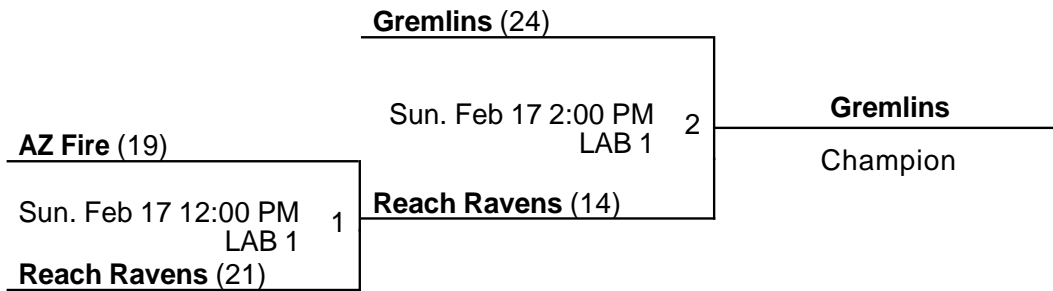 Gremlins (24)
Sun. Feb 17 2:00 PM
LAB 1
2
Gremlins
Champion
AZ Fire (19)
Sun. Feb 17 12:00 PM
LAB 1
1
Reach Ravens (14)
Reach Ravens (21)